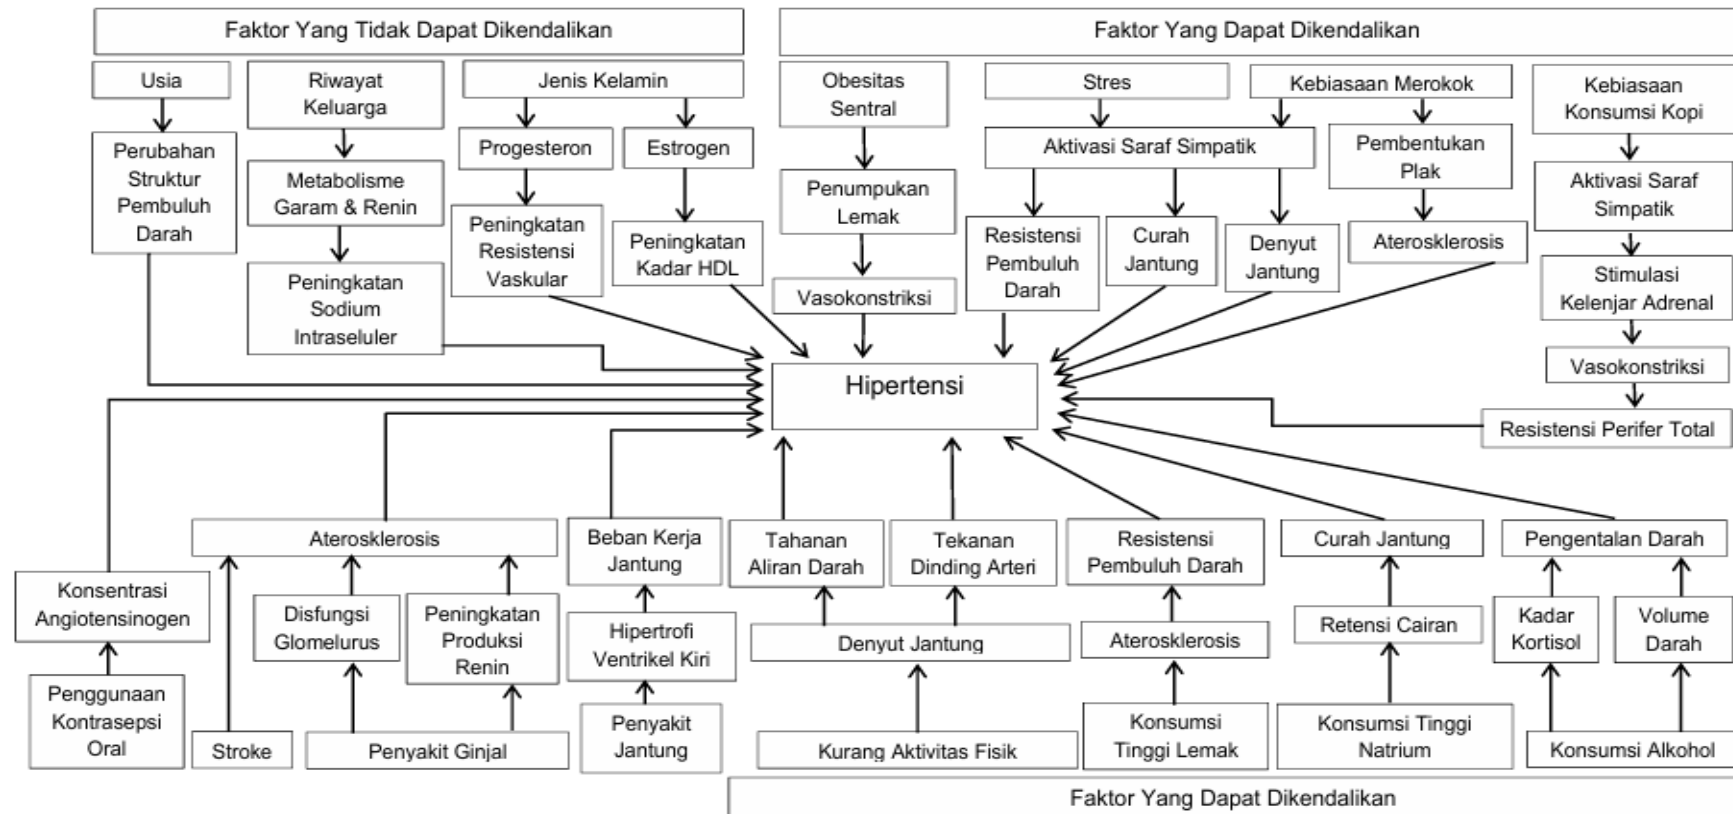 Faktor Yang Tidak Dapat Dikendalikan
Faktor Yang Dapat Dikendalikan
Usia
Riwayat
Keluarga
Jenis Kelamin
Obesitas
Sentral
Stres
Kebiasaan Merokok
Kebiasaan
Konsumsi Kopi
Perubahan
Struktur
Pembuluh
Darah
Metabolisme
Garam & Renin
Progesteron
Estrogen
Penumpukan
Lemak
Aktivasi Saraf Simpatik
Pembentukan
Plak
Aktivasi Saraf
Simpatik
Peningkatan
Sodium
Intraseluler
Peningkatan
Resistensi
Vaskular
Peningkatan
Kadar HDL
Vasokonstriksi
Resistensi
Pembuluh
Darah
Curah
Jantung
Denyut
Jantung
Aterosklerosis
Stimulasi
Kelenjar Adrenal
Vasokonstriksi
Resistensi Perifer Total
Hipertensi
Aterosklerosis
Beban Kerja
Jantung
Tahanan
Aliran Darah
Tekanan
Dinding Arteri
Resistensi
Pembuluh Darah
Curah Jantung
Pengentalan Darah
Konsentrasi
Angiotensinogen
Disfungsi
Glomelurus
Peningkatan
Produksi
Renin
Hipertrofi
Ventrikel Kiri
Denyut Jantung
Aterosklerosis
Retensi Cairan
Kadar
Kortisol
Volume
Darah
Penggunaan
Kontrasepsi
Oral
Stroke
Penyakit Ginjal
Penyakit
Jantung
Kurang Aktivitas Fisik
Konsumsi
Tinggi Lemak
Konsumsi Tinggi
Natrium
Konsumsi Alkohol
Faktor Yang Dapat Dikendalikan